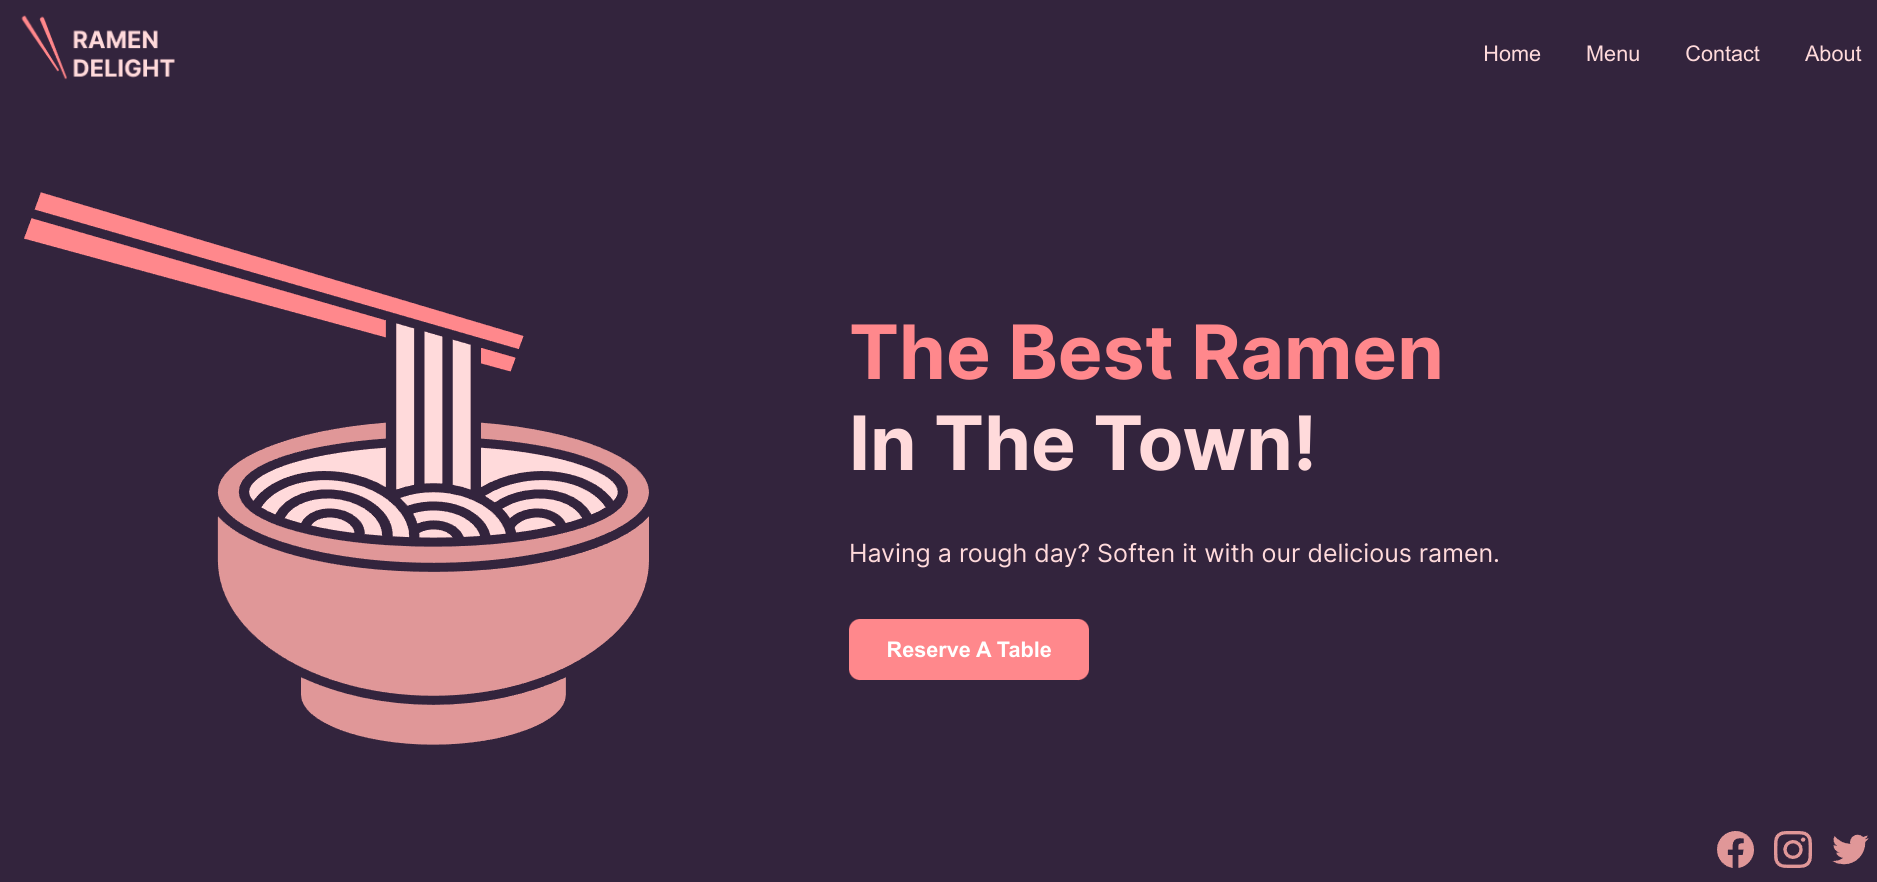 RAMEN
DELIGHT
Home Menu Contact About
The Best Ramen
In The Town!
Having a rough day? Soften it with our delicious ramen.
Reserve A Table